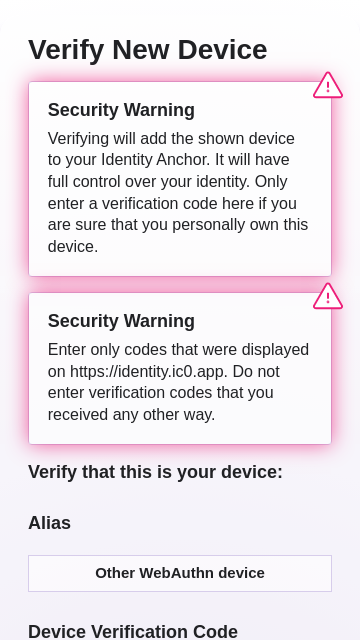 Verify New Device
Security Warning
Verifying will add the shown device
to your Identity Anchor. It will have
full control over your identity. Only
enter a verification code here if you
are sure that you personally own this
device.
Security Warning
Enter only codes that were displayed
on https://identity.ic0.app. Do not
enter verification codes that you
received any other way.
Verify that this is your device:
Alias
Other WebAuthn device
Device Verification Code